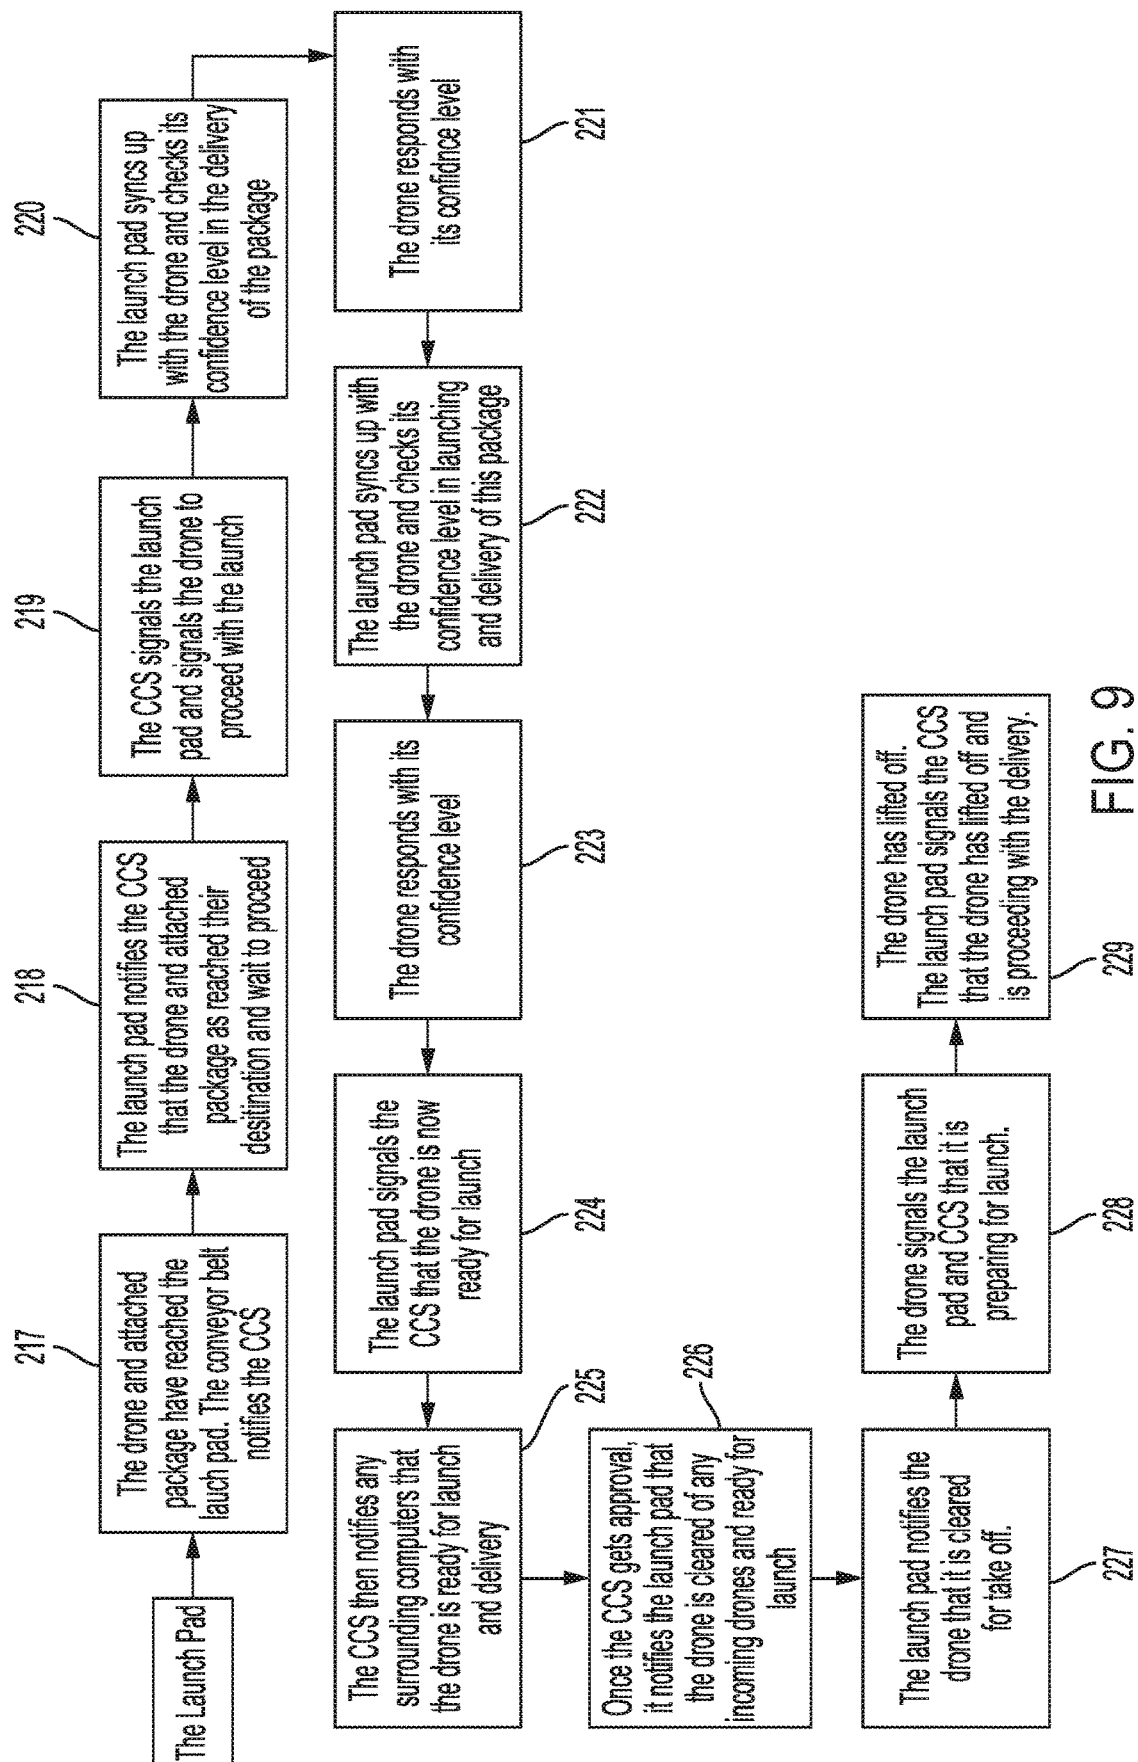 The Launch Pad
217
The drone and attached
package have reached the
lauch pad. The conveyor belt
notifies the CCS
218
The launch pad notifies the CCS
that the drone and attached
package as reached their
desitination and wait to proceed
219
The CCS signals the launch
pad and signals the drone to
proceed with the launch
220
The launch pad syncs up
with the drone and checks its
confidence level in the delivery
of the package
The drone responds with
its confidnce level
221
The launch pad syncs up with
the drone and checks its
confidence level in launching
and delivery of this package
222
The drone responds with its
confidence level
223
The launch pad signals the
CCS that the drone is now
ready for launch
224
The CCS then notifies any
surrounding computers that
the drone is ready for launch
and delivery
225
226
Once the CCS gets approval,
it notifies the launch pad that
the drone is cleared of any
incoming drones and ready for
launch
The launch pad notifies the
drone that it is cleared
for take off.
227
The drone signals the launch
pad and CCS that it is
preparing for launch.
228
The drone has lifted off.
The launch pad signals the CCS
that the drone has lifted off and
is proceeding with the delivery.
229
FIG. 9